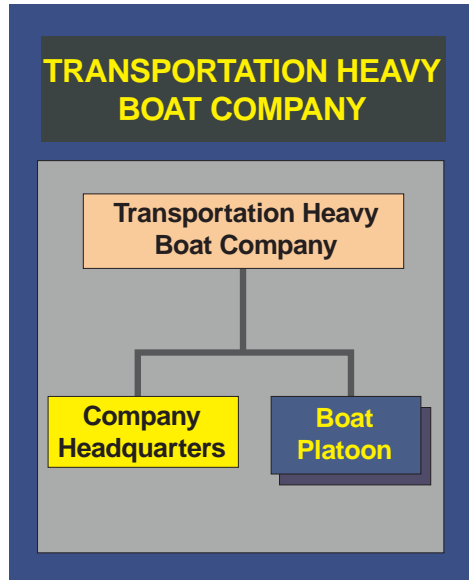 TRANSPORTATION HEAVY
BOAT COMPANY
Transportation Heavy
Boat Company
Company
Headquarters
Boat
Platoon